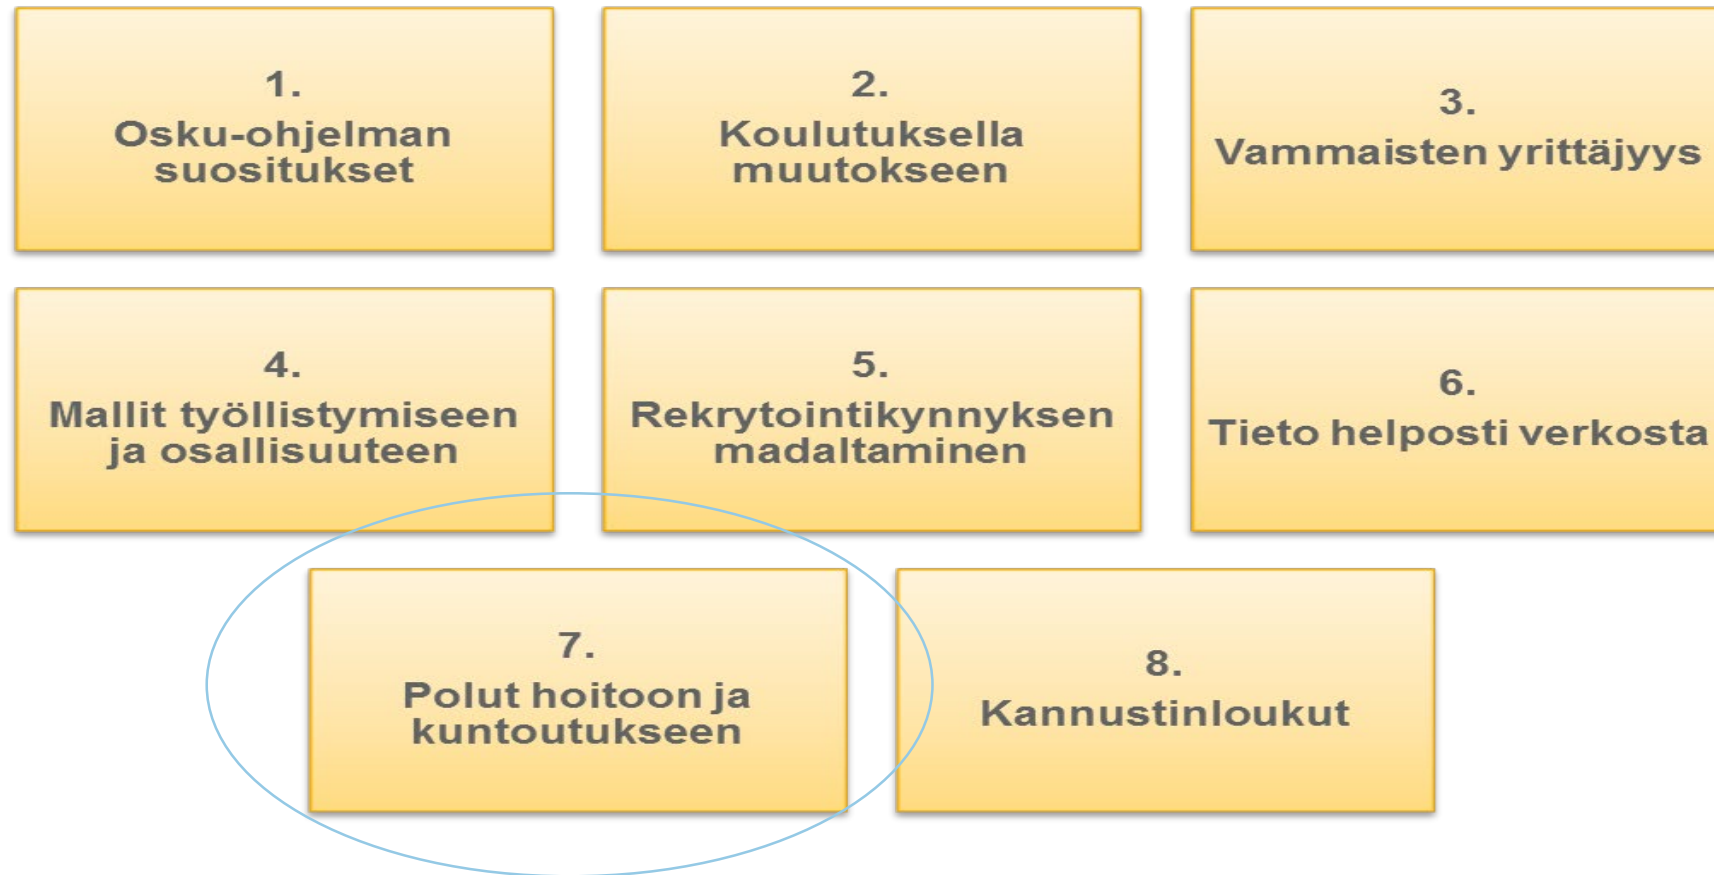 1.
Osku-ohjelman
suositukset
2.
Koulutuksella
muutokseen
3.
Vammaisten yrittäjyys
4.
Mallit työllistymiseen
ja osallisuuteen
5.
Rekrytointikynnyksen
madaltaminen
6.
Tieto helposti verkosta
7.
Polut hoitoon ja
kuntoutukseen
8.
Kannustinloukut